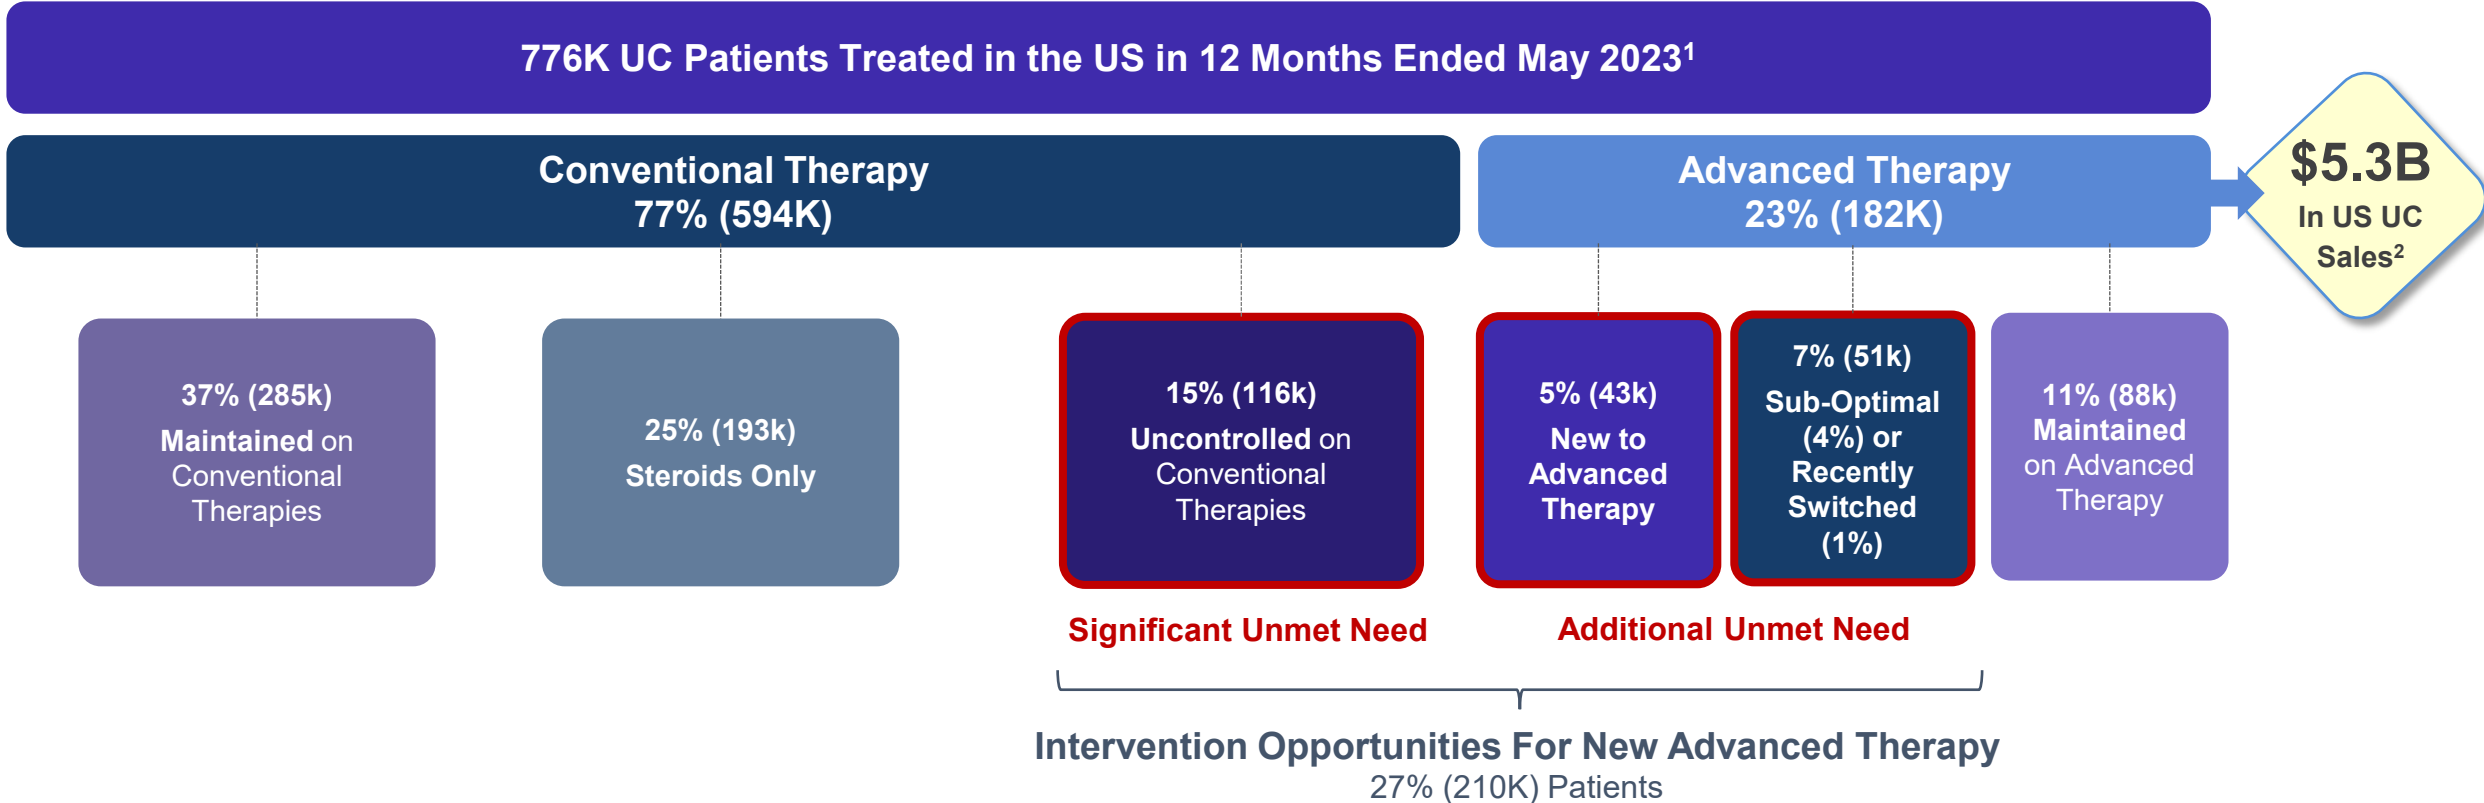 776K UC Patients Treated in the US in 12 Months Ended May 2023¹
Conventional Therapy
77% (594K)
Advanced Therapy
23% (182K)
$5.3B
In US UC
Sales²
37% (285k)
Maintained on
Conventional
Therapies
25% (193k)
Steroids Only
15% (116k)
Uncontrolled on
Conventional
Therapies
5% (43k)
New to
Advanced
Therapy
7% (51k)
Sub-Optimal
(4%) or
Recently
Switched
(1%)
11% (88k)
Maintained
on Advanced
Therapy
Significant Unmet Need
Additional Unmet Need
Intervention Opportunities For New Advanced Therapy
27% (210K) Patients